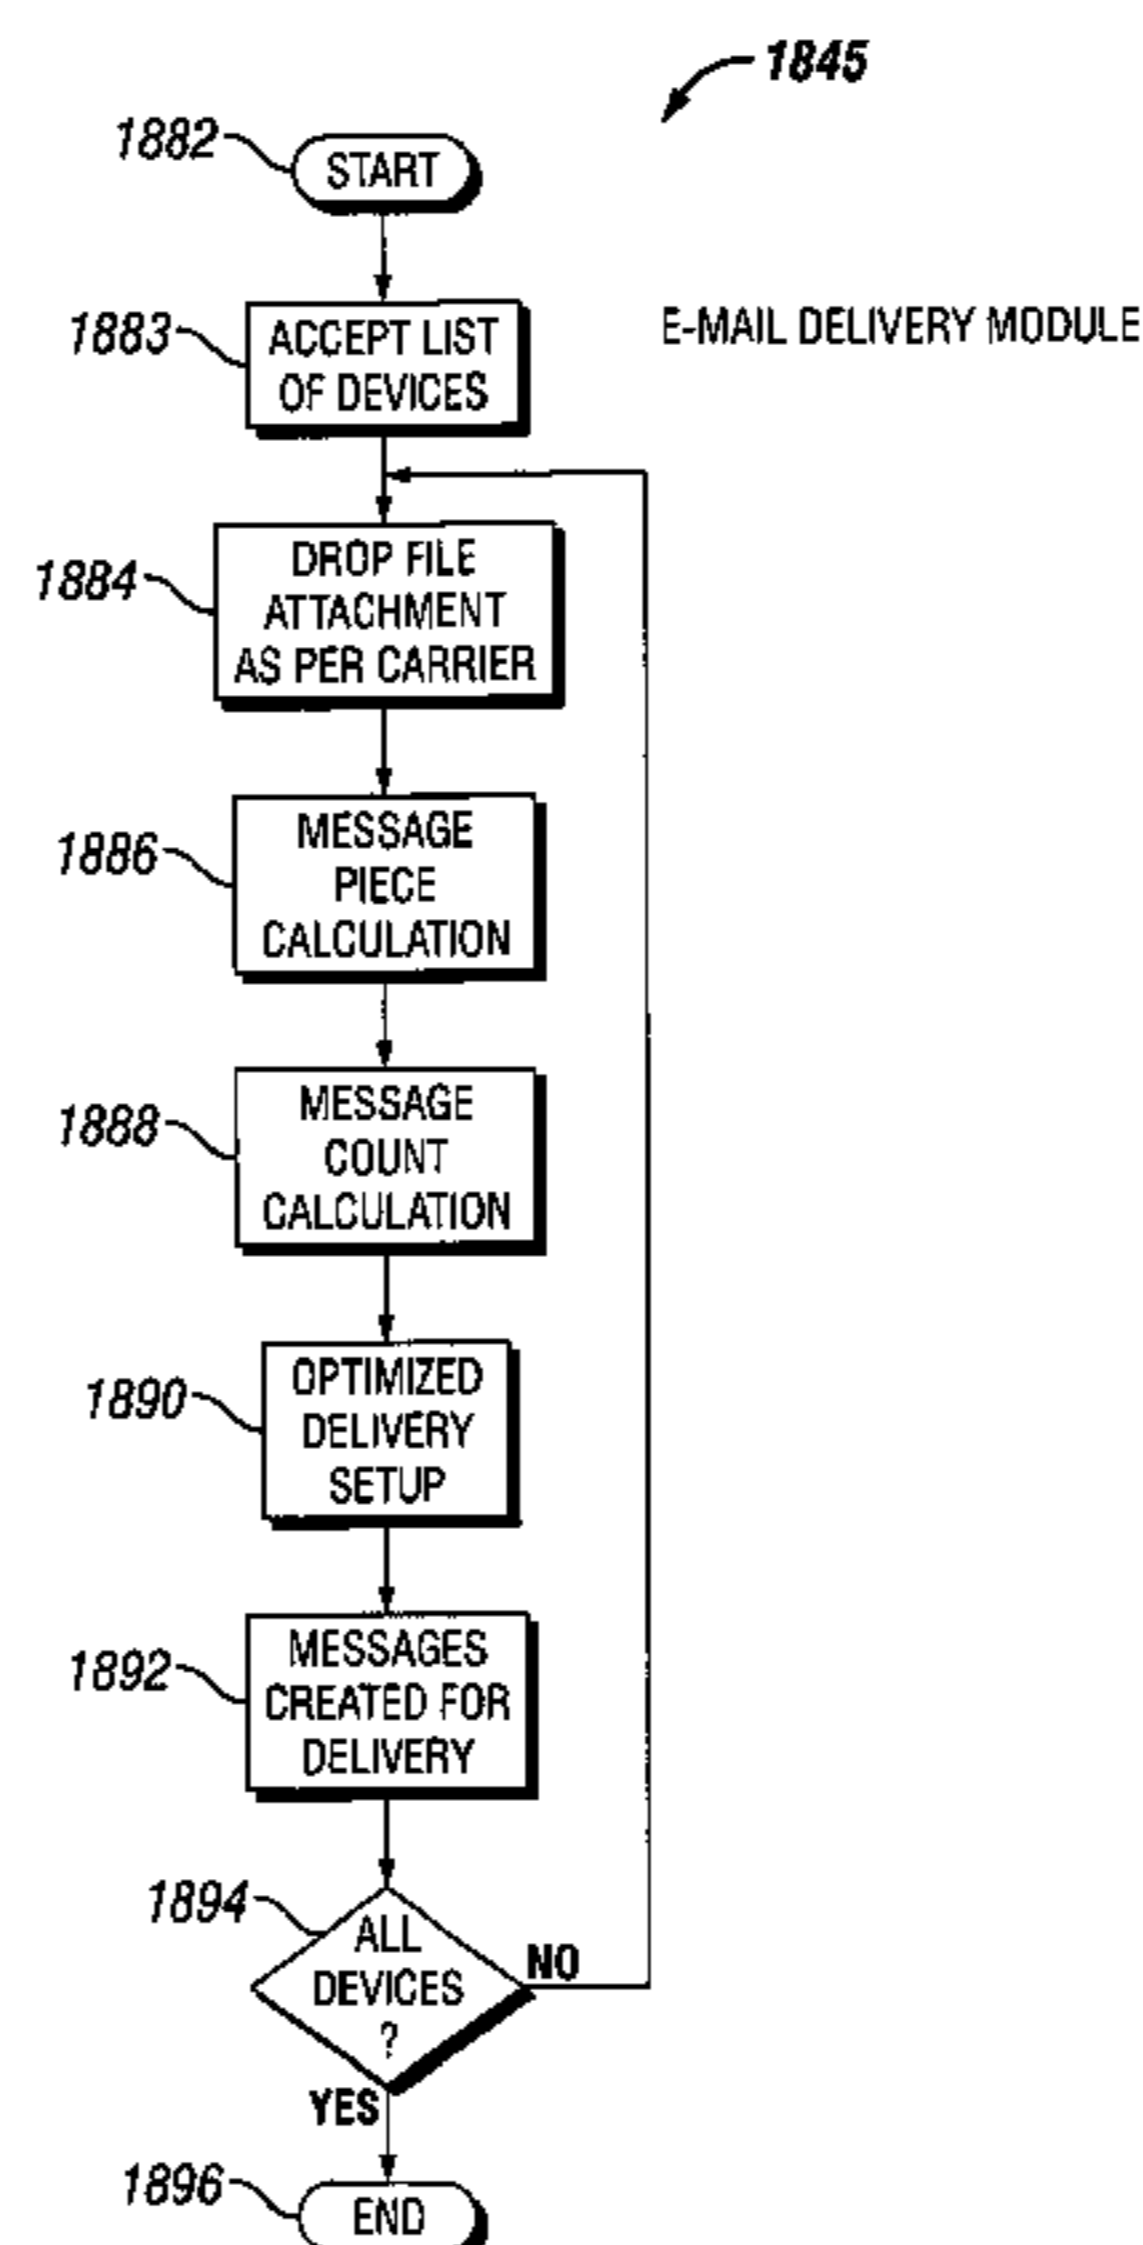 1845
1882
START
1883
ACCEPT LIST
OF DEVICES
E-MAIL DELIVERY MODULE
1884
DROP FILE
ATTACHMENT
AS PER CARRIER
1886
MESSAGE
PIECE
CALCULATION
1888
MESSAGE
COUNT
CALCULATION
1890
OPTIMIZED
DELIVERY
SETUP
1892
MESSAGES
CREATED FOR
DELIVERY
1894
ALL
DEVICES
?
NO
YES
1896
END